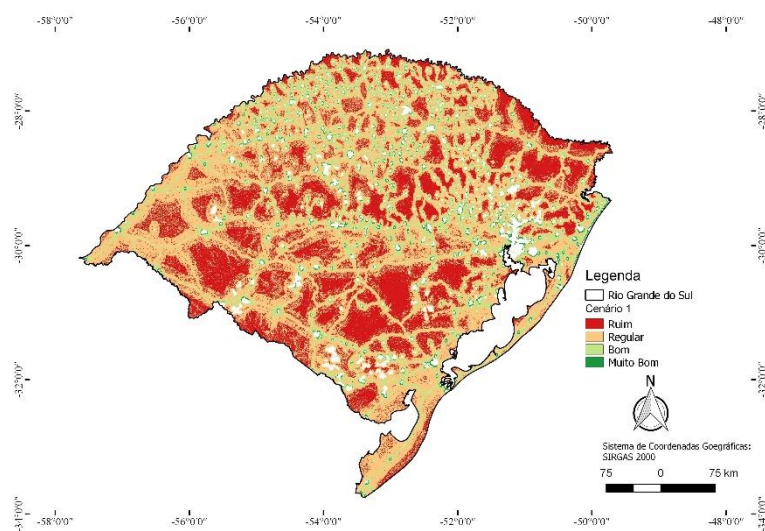 -58°0'0" -56°0'0" -54°0'0" -52°0'0" -50°0'0" -48°0'0"
-28°0'0" -28°0'0"
-30°0'0" -30°0'0"
-32°0'0" -32°0'0"
-34°0'0" -34°0'0"
Legenda
Rio Grande do Sul
Cenário 1
Ruim
Regular
Bom
Muito Bom
N
Sistema de Coordenadas Goegráficas:
SIRGAS 2000
75 0 75 km
-58°0'0" -56°0'0" -54°0'0" -52°0'0" -50°0'0" -48°0'0"